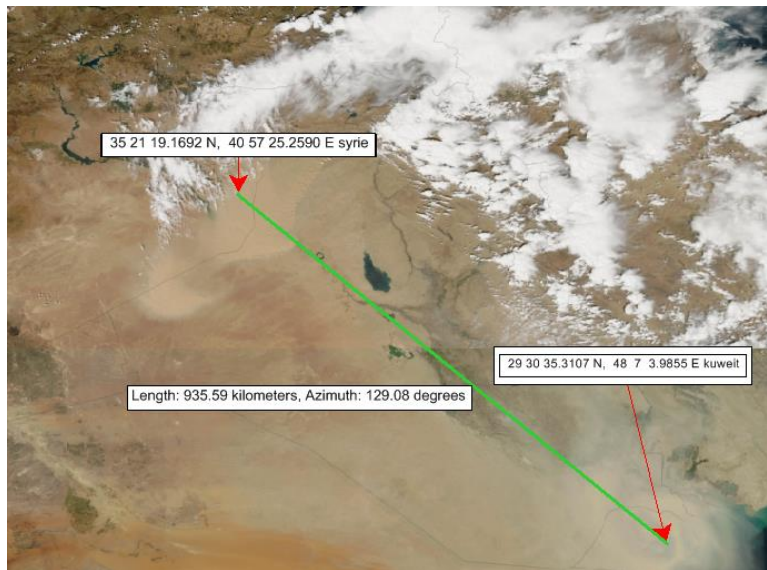 35 21 19.1692 N, 40 57 25.2590 E syrie
29 30 35.3107 N, 48 7 3.9855 E kuweit
Length: 935.59 kilometers, Azimuth: 129.08 degrees